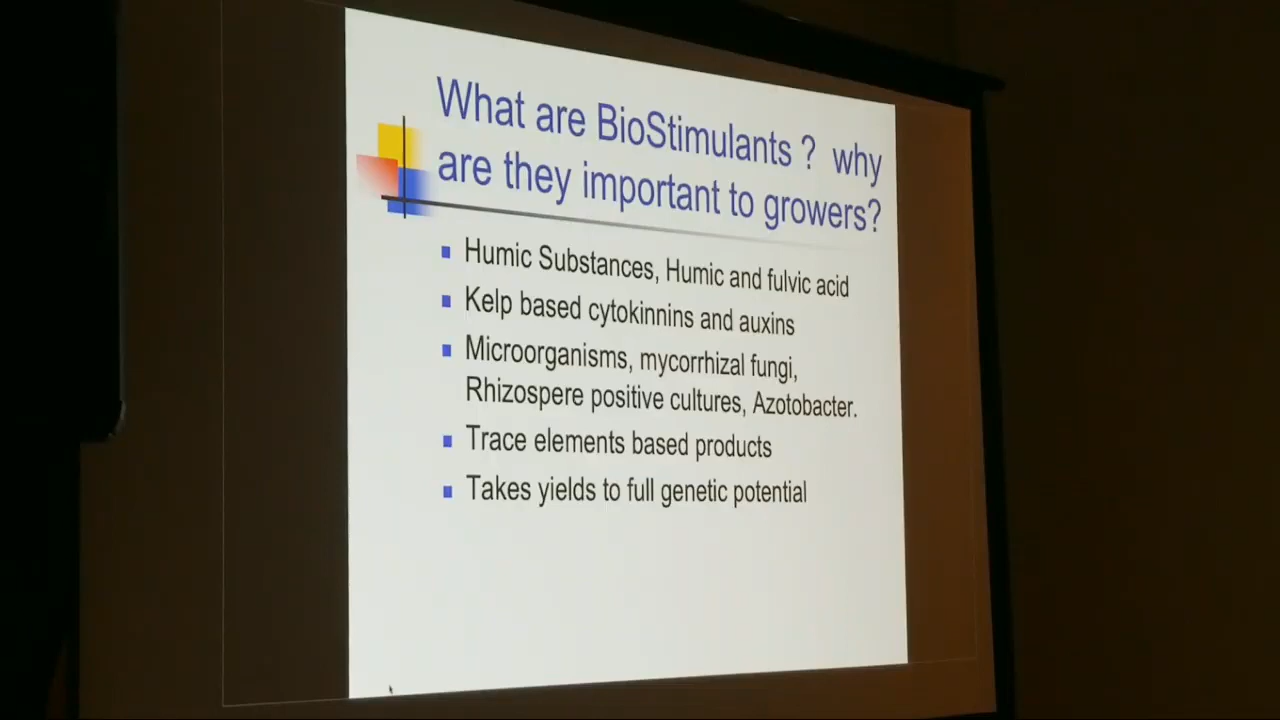 What are BioStimulants ? why
are they important to growers?
Humic Substances, Humic and fulvic acid
Kelp based cytokinnins and auxins
Microorganisms, mycorrhizal fungi,
Rhizospere positive cultures, Azotobacter.
Trace elements based products
Takes yields to full genetic potential